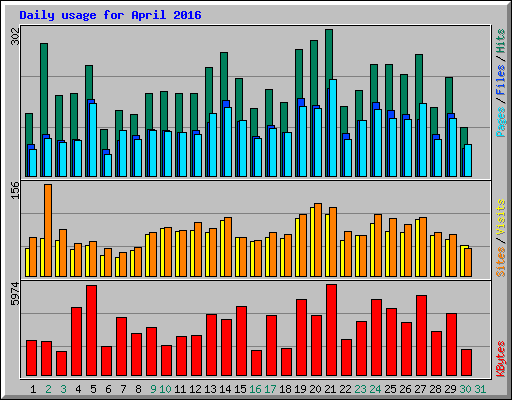 Daily usage for April 2016
302
Pages / Files / Hits
156
Sites / Visits
5974
KBytes
1 2 3 4 5 6 7 8 9 10 11 12 13 14 15 16 17 18 19 20 21 22 23 24 25 26 27 28 29 30 31